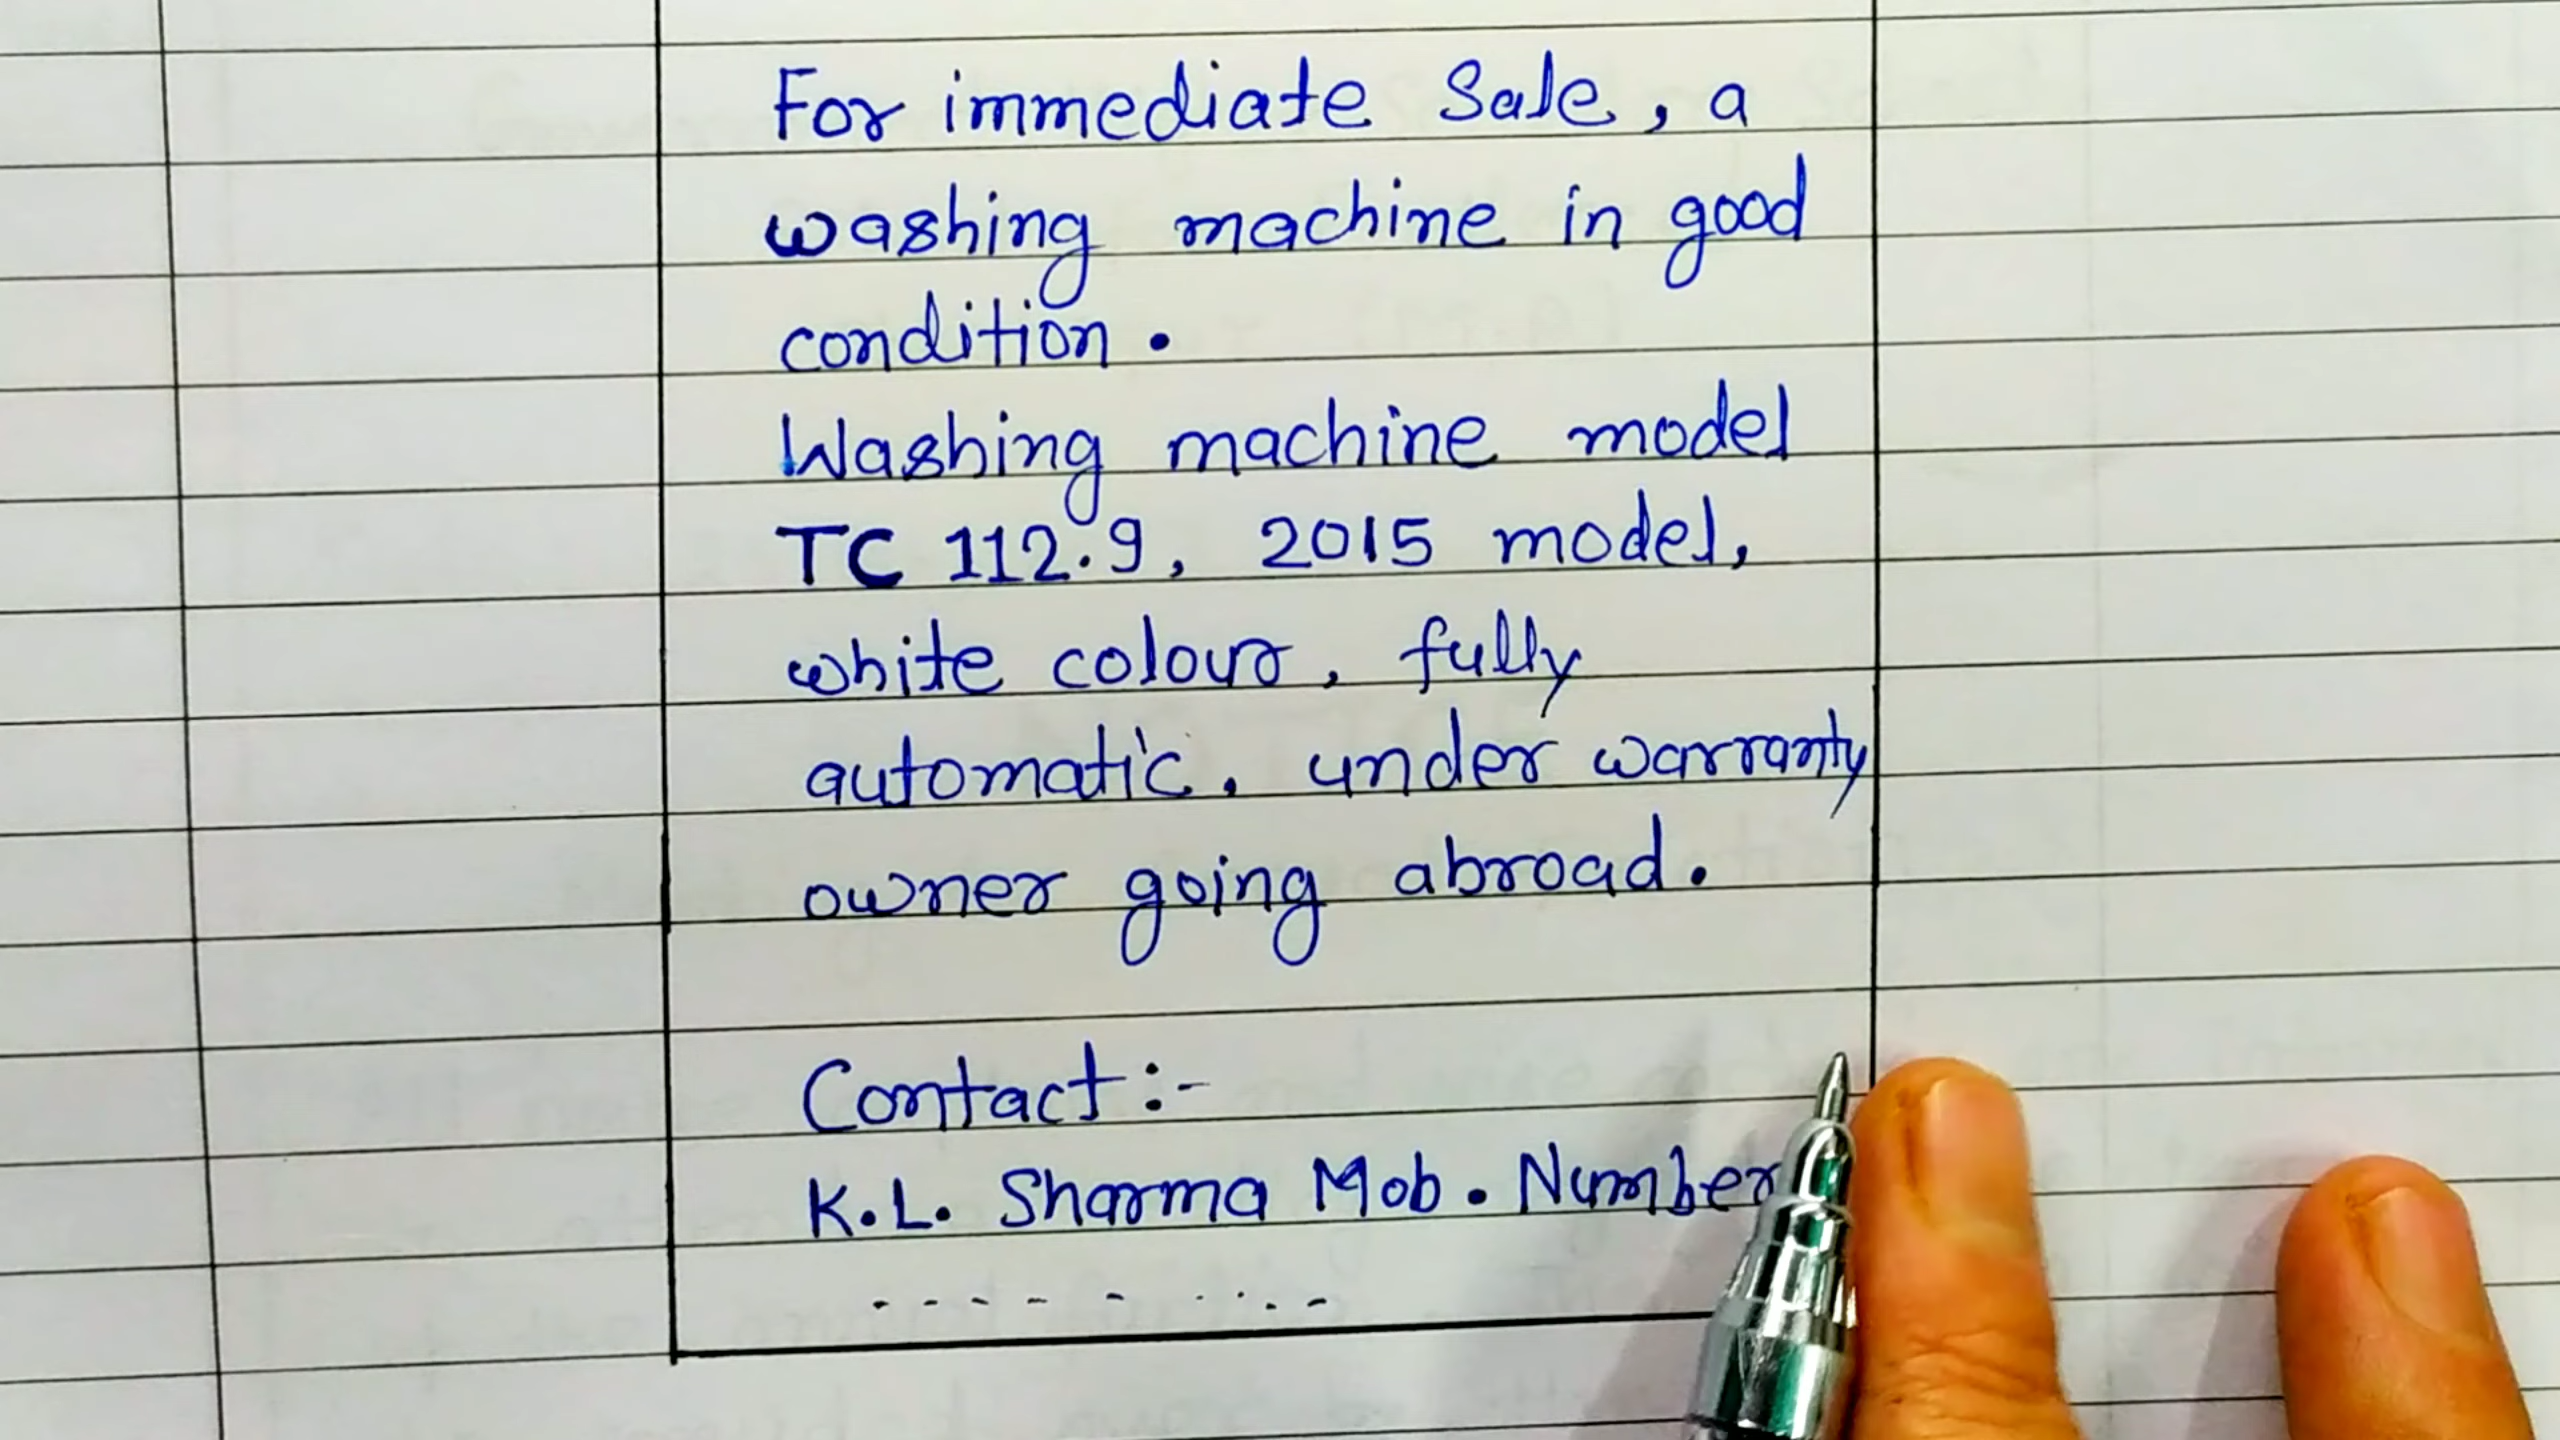 For immediate Sale, a
washing machine in good
condition.
Washing machine model
TC 112.9, 2015 model,
white colour, fully
automatic, under warranty
owner going abroad.
Contact:-
K.L. Sharma Mob. Number
- - - - - - - - -